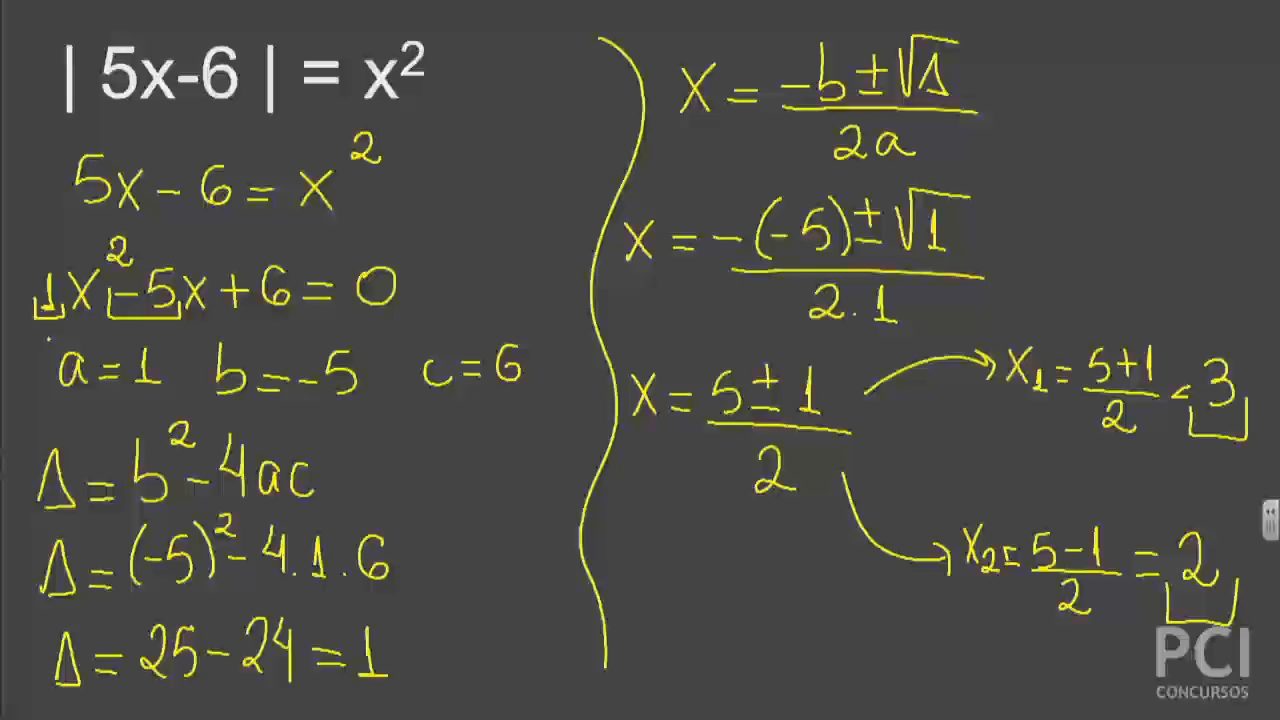 | 5x-6 | = x²
5x - 6 = x²
1x² - 5x + 6 = 0
a = 1 b = -5 c = 6
Δ = b² - 4ac
Δ = (-5)² - 4.1.6
Δ = 25 - 24 = 1
X = -b ± √Δ / 2a
X = -(-5) ± √1 / 2.1
X = 5 ± 1 / 2
X₁ = 5+1 / 2 = 3
X₂ = 5-1 / 2 = 2
PCI
CONCURSOS